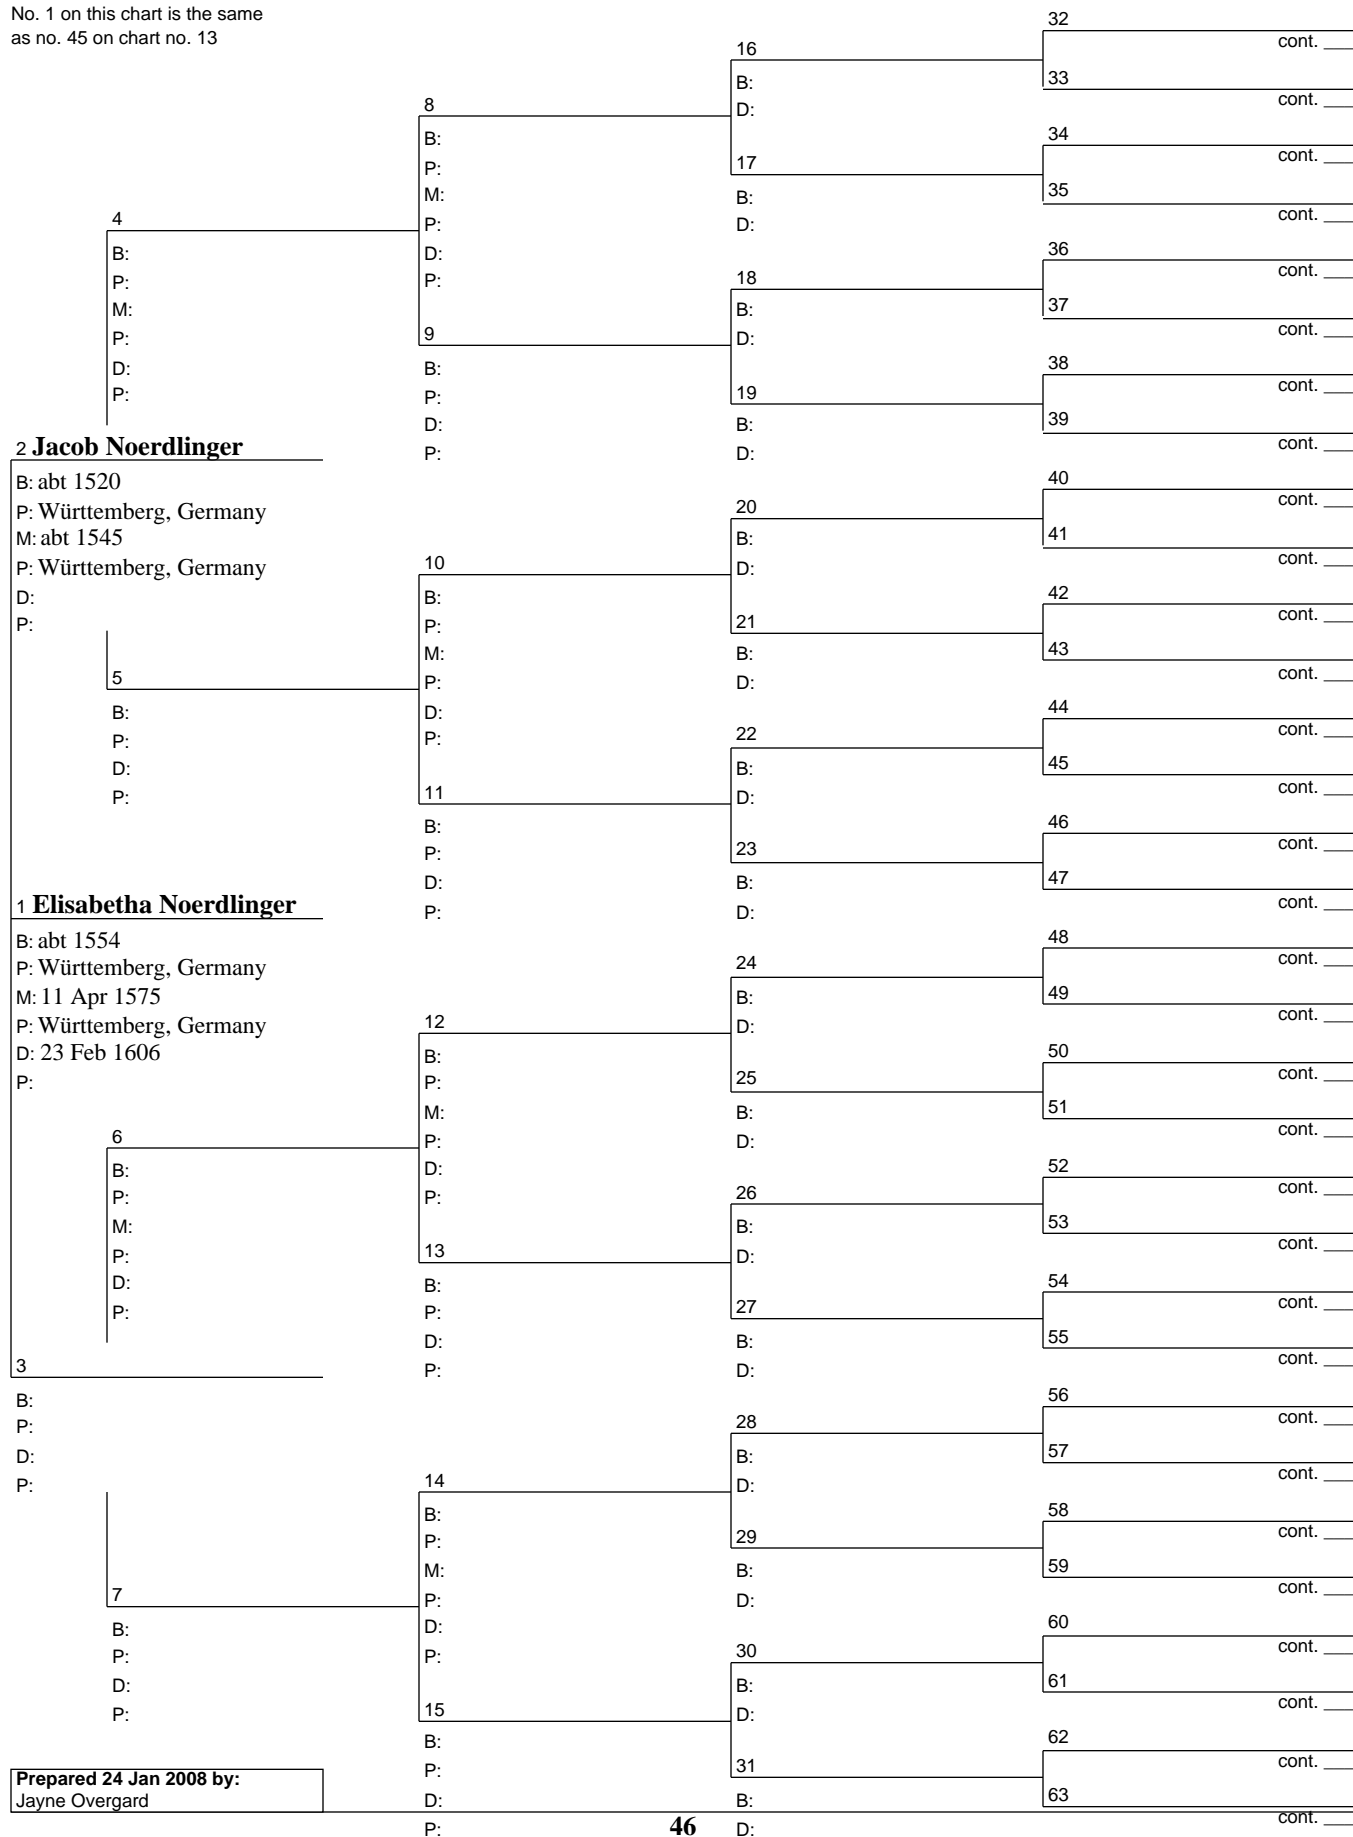 No. 1 on this chart is the same
as no. 45 on chart no. 13
2 Jacob Noerdlinger
B: abt 1520
P: Württemberg, Germany
M: abt 1545
P: Württemberg, Germany
D:
P:
1 Elisabetha Noerdlinger
B: abt 1554
P: Württemberg, Germany
M: 11 Apr 1575
P: Württemberg, Germany
D: 23 Feb 1606
P:
3
B:
P:
D:
P:
4
B:
P:
M:
P:
D:
P:
5
B:
P:
D:
P:
6
B:
P:
M:
P:
D:
P:
7
B:
P:
D:
P:
8
B:
P:
M:
P:
D:
P:
9
B:
P:
D:
P:
10
B:
P:
M:
P:
D:
P:
11
B:
P:
D:
P:
12
B:
P:
M:
P:
D:
P:
13
B:
P:
D:
P:
14
B:
P:
M:
P:
D:
P:
15
B:
P:
D:
P:
16
B:
D:
17
B:
D:
18
B:
D:
19
B:
D:
20
B:
D:
21
B:
D:
22
B:
D:
23
B:
D:
24
B:
D:
25
B:
D:
26
B:
D:
27
B:
D:
28
B:
D:
29
B:
D:
30
B:
D:
31
B:
D:
32
cont. ___
33
cont. ___
34
cont. ___
35
cont. ___
36
cont. ___
37
cont. ___
38
cont. ___
39
cont. ___
40
cont. ___
41
cont. ___
42
cont. ___
43
cont. ___
44
cont. ___
45
cont. ___
46
cont. ___
47
cont. ___
48
cont. ___
49
cont. ___
50
cont. ___
51
cont. ___
52
cont. ___
53
cont. ___
54
cont. ___
55
cont. ___
56
cont. ___
57
cont. ___
58
cont. ___
59
cont. ___
60
cont. ___
61
cont. ___
62
cont. ___
63
cont. ___
Prepared 24 Jan 2008 by:
Jayne Overgard
46